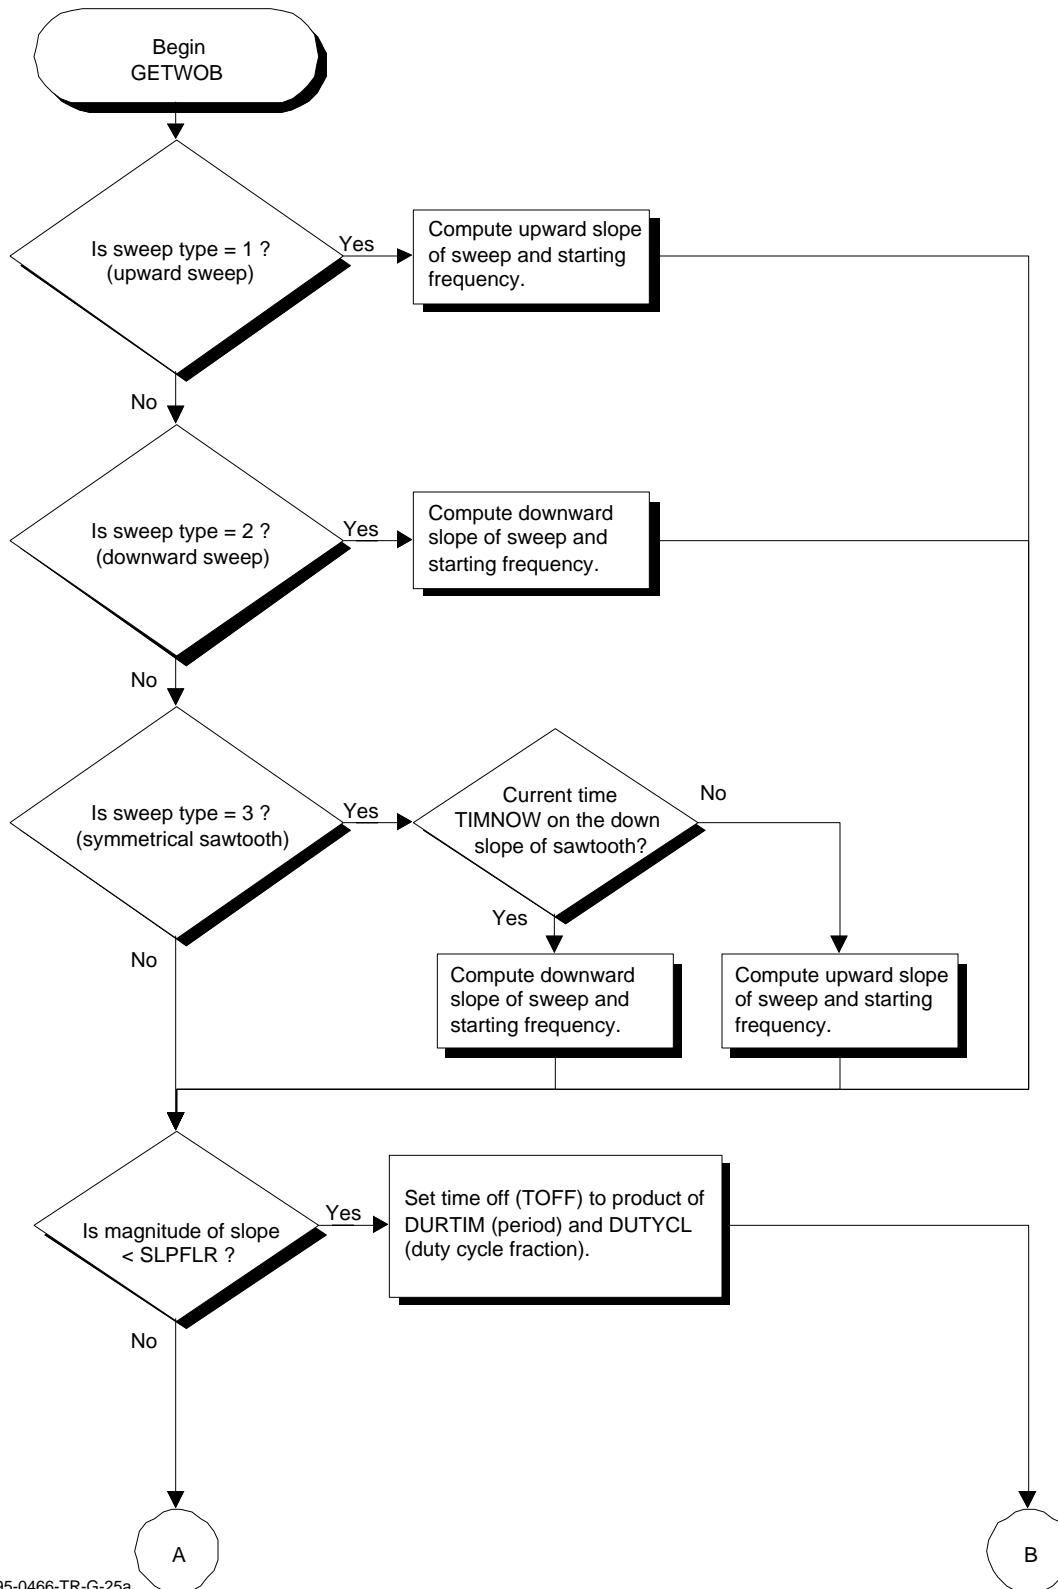 Begin
GETWOB
Is sweep type = 1 ?
(upward sweep)
Yes
Compute upward slope
of sweep and starting
frequency.
No
Is sweep type = 2 ?
(downward sweep)
Yes
Compute downward
slope of sweep and
starting frequency.
No
Is sweep type = 3 ?
(symmetrical sawtooth)
Yes
Current time
TIMNOW on the down
slope of sawtooth?
No
Yes
No
Compute downward
slope of sweep and
starting frequency.
Compute upward slope
of sweep and starting
frequency.
Is magnitude of slope
< SLPFLR ?
Yes
Set time off (TOFF) to product of
DURTIM (period) and DUTYCL
(duty cycle fraction).
No
A
B
95-0466-TR-G-25a